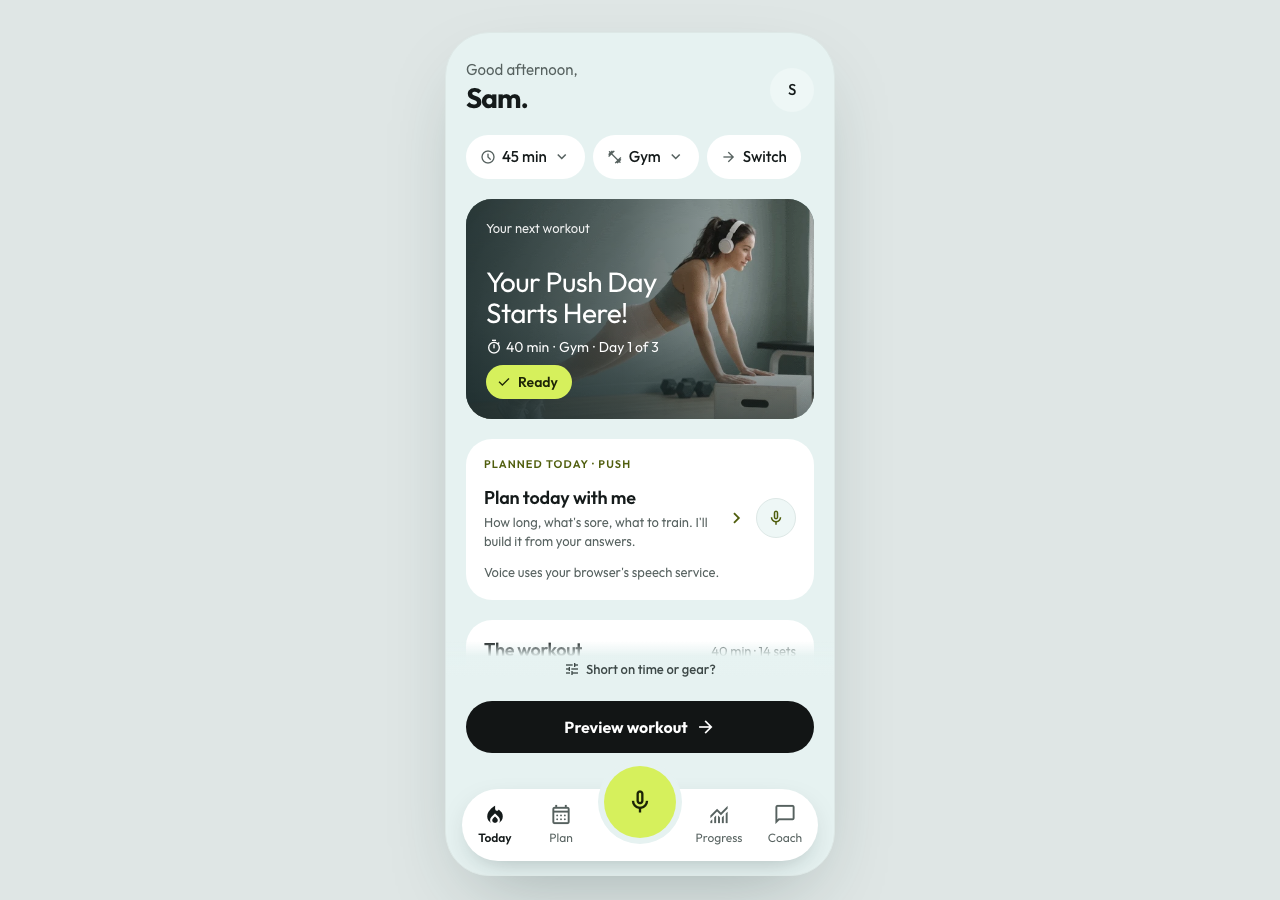 Good afternoon,
Sam.
S
45 min
Gym
Switch
Your next workout
Your Push Day
Starts Here!
40 min · Gym · Day 1 of 3
Ready
PLANNED TODAY · PUSH
Plan today with me
How long, what's sore, what to train. I'll
build it from your answers.
Voice uses your browser's speech service.
The workout
40 min · 14 sets
Short on time or gear?
Preview workout
Today
Plan
Progress
Coach